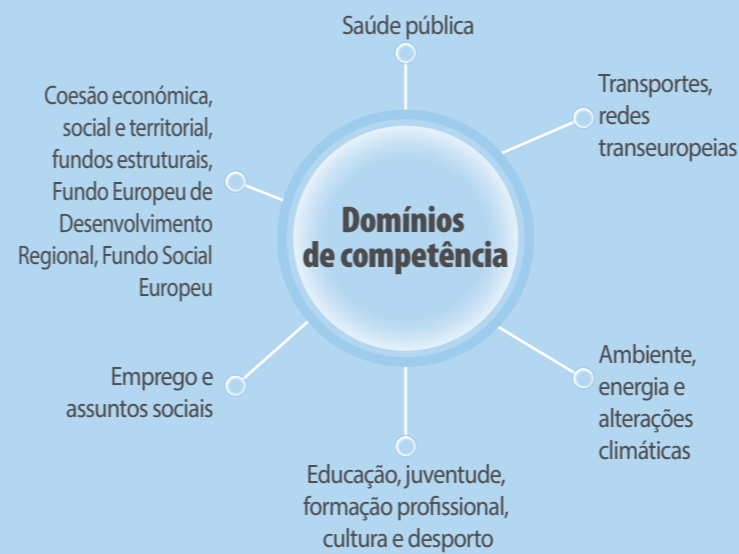 Saúde pública
Transportes,
redes
transeuropeias
Coesão económica,
social e territorial,
fundos estruturais,
Fundo Europeu de
Desenvolvimento
Regional, Fundo Social
Europeu
Domínios
de competência
Ambiente,
energia e
alterações
climáticas
Emprego e
assuntos sociais
Educação, juventude,
formação profissional,
cultura e desporto